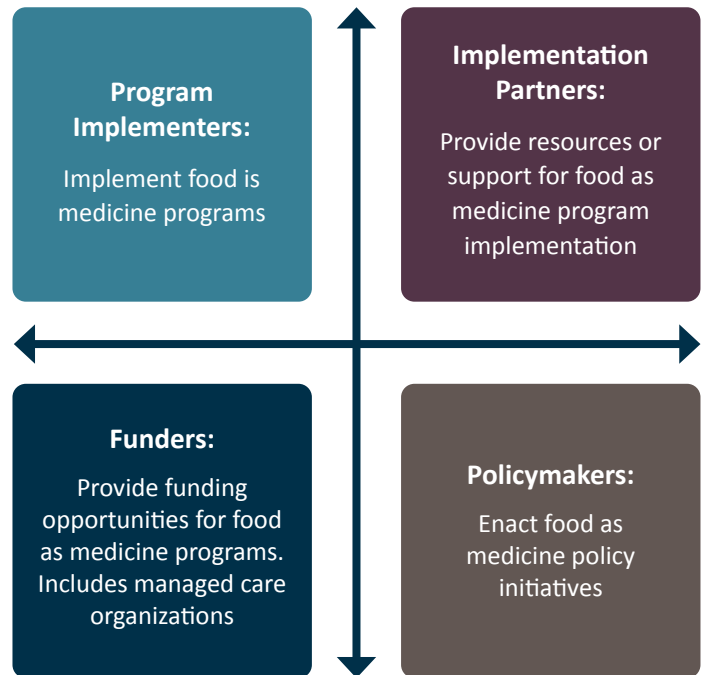 Program
Implementers:
Implement food is
medicine programs
Implementation
Partners:
Provide resources or
support for food as
medicine program
implementation
Funders:
Provide funding
opportunities for food
as medicine programs.
Includes managed care
organizations
Policymakers:
Enact food as
medicine policy
initiatives